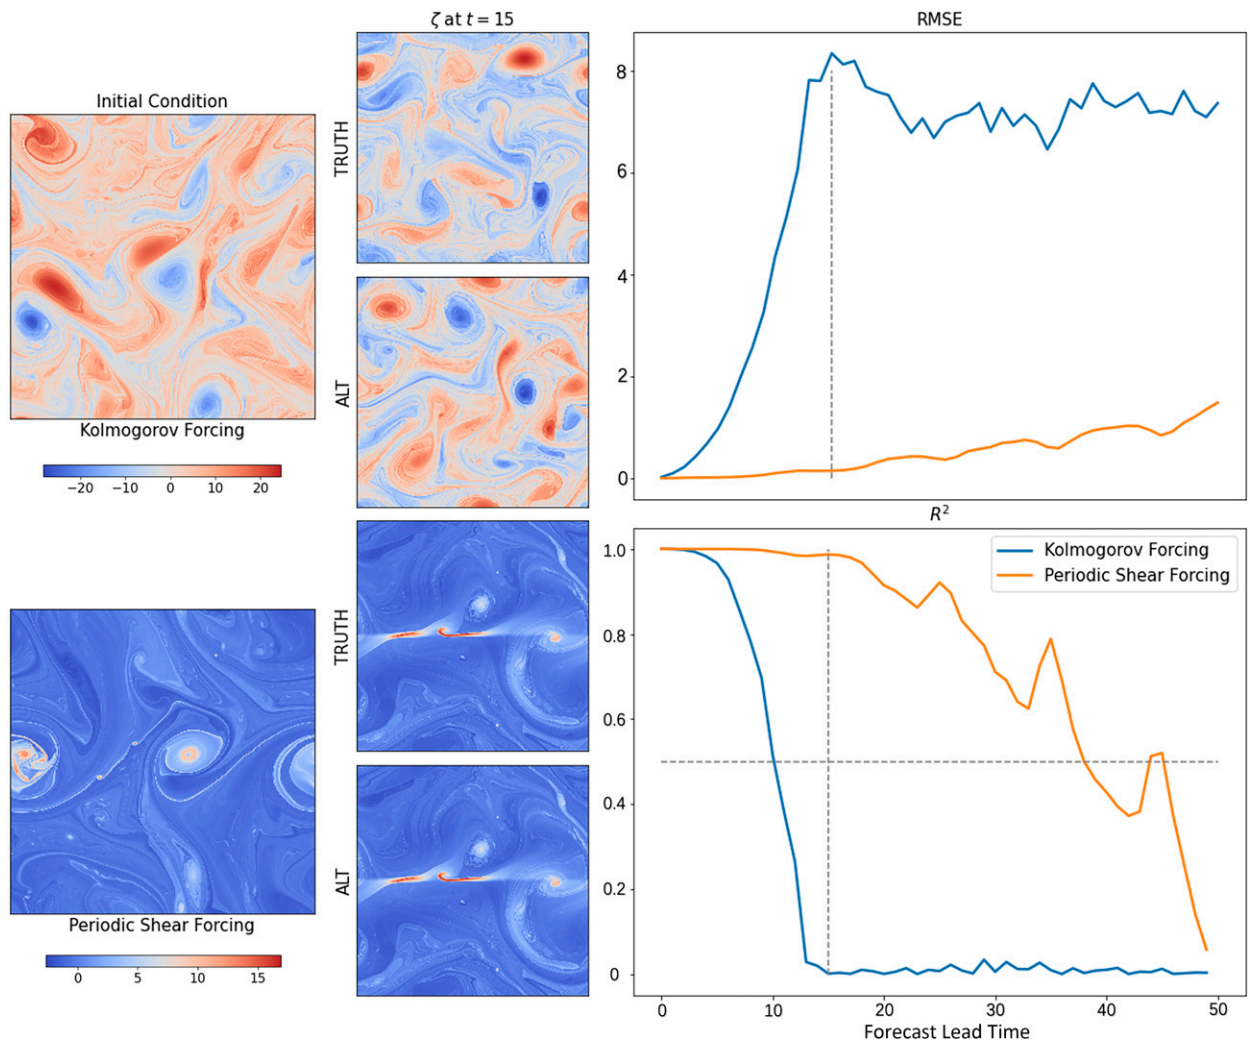 ζ at t = 15
RMSE
Initial Condition
TRUTH
Kolmogorov Forcing
−20 −10 0 10 20
ALT
8
6
4
2
0
R²
Kolmogorov Forcing
Periodic Shear Forcing
1.0
0.8
0.6
0.4
0.2
0
TRUTH
Periodic Shear Forcing
0 5 10 15
ALT
0 10 20 30 40 50
Forecast Lead Time